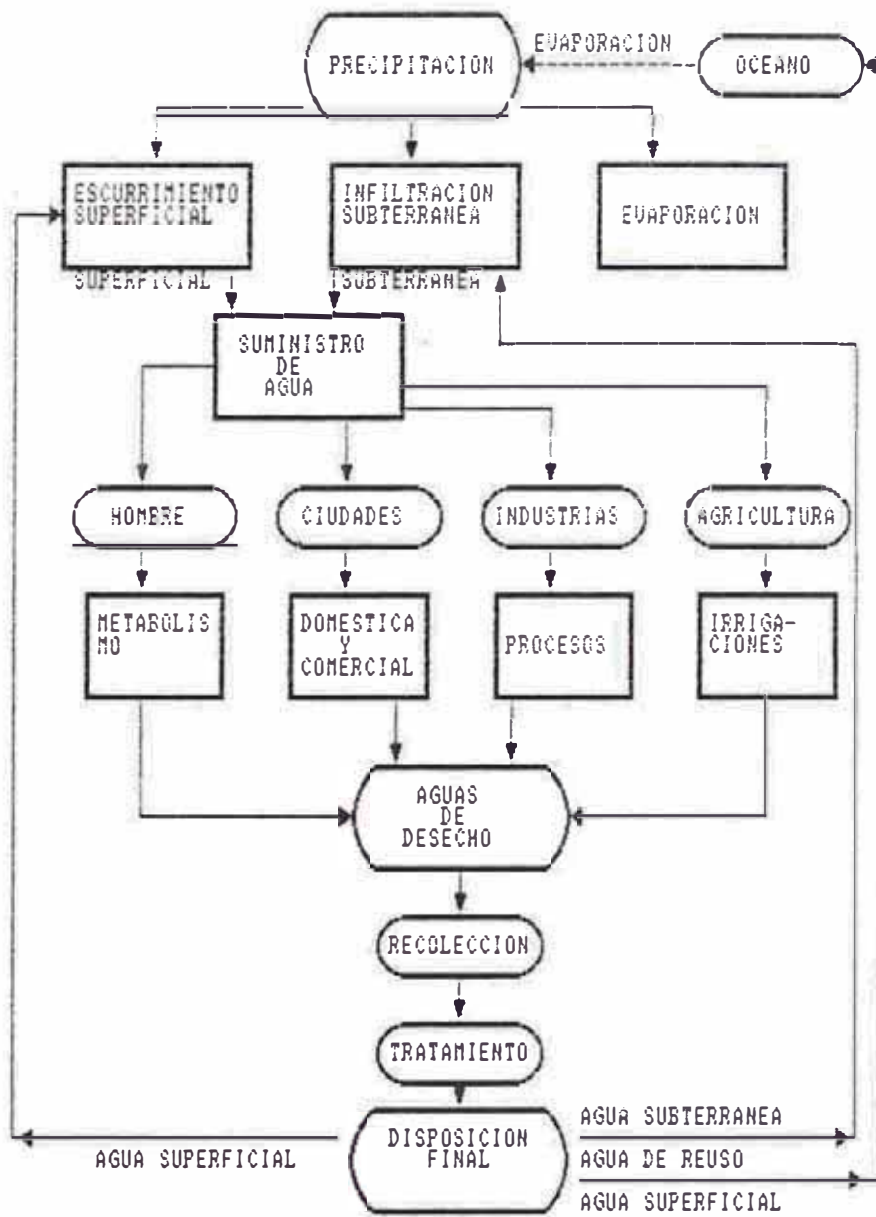 EVAPORACION
PRECIPITACION
OCEANO
ESCURRIMIENTO
SUPERFICIAL
INFILTRACION
SUBTERRANEA
EVAPORACION
SUPERFICIAL
SUBTERRANEA
SUMINISTRO
DE
AGUA
HOMBRE
CIUDADES
INDUSTRIAS
AGRICULTURA
METABOLIS
MO
DOMESTICA
Y
COMERCIAL
PROCESOS
IRRIGA-
CIONES
AGUAS
DE
DESECHO
RECOLECCION
TRATAMIENTO
DISPOSICION
FINAL
AGUA SUPERFICIAL
AGUA SUBTERRANEA
AGUA DE REUSO
AGUA SUPERFICIAL